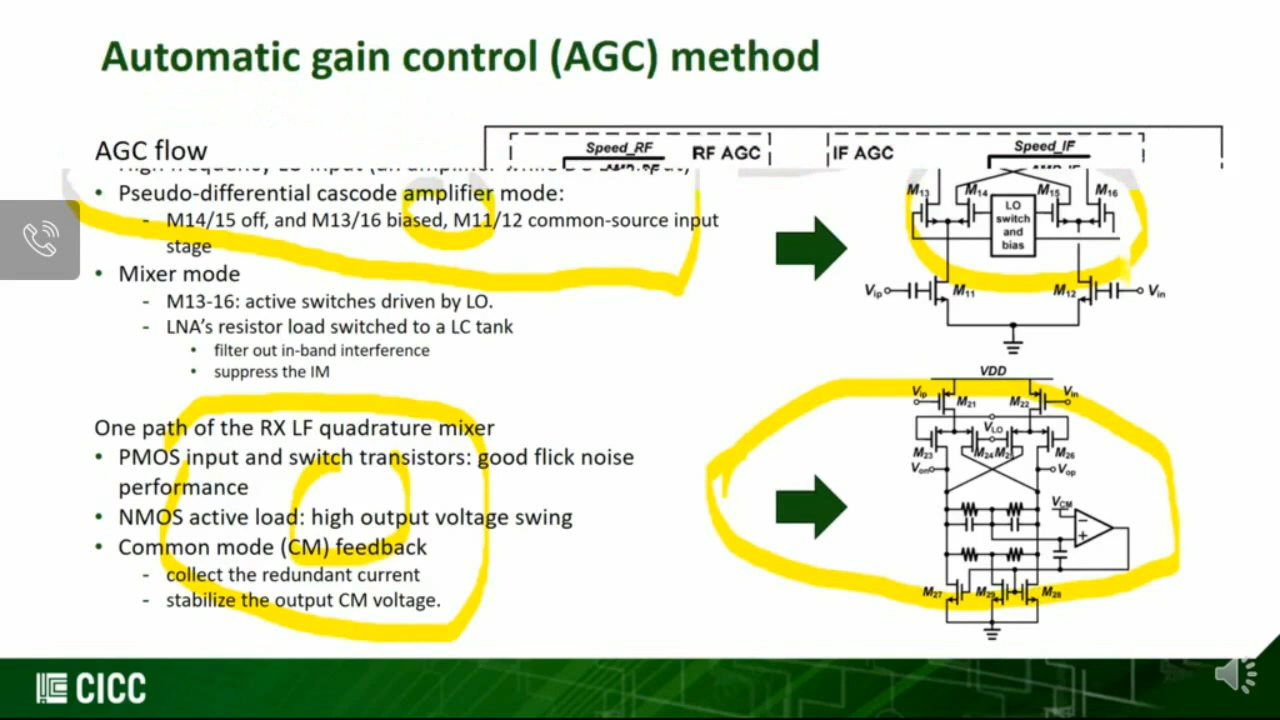 Automatic gain control (AGC) method
AGC flow
Speed_RF
RF AGC
IF AGC
Speed_IF
• Pseudo-differential cascode amplifier mode:
- M14/15 off, and M13/16 biased, M11/12 common-source input
stage
• Mixer mode
- M13-16: active switches driven by LO.
- LNA's resistor load switched to a LC tank
• filter out in-band interference
• suppress the IM
M13
M14
M15
M16
LO
switch
and
bias
Vip
M11
M12
Vin
One path of the RX LF quadrature mixer
• PMOS input and switch transistors: good flick noise
performance
• NMOS active load: high output voltage swing
• Common mode (CM) feedback
- collect the redundant current
- stabilize the output CM voltage.
VDD
Vip
M21
M22
Vin
VLO
M23
M24
M25
M26
Von
Vop
VCM
M27
M29
M28
CICC